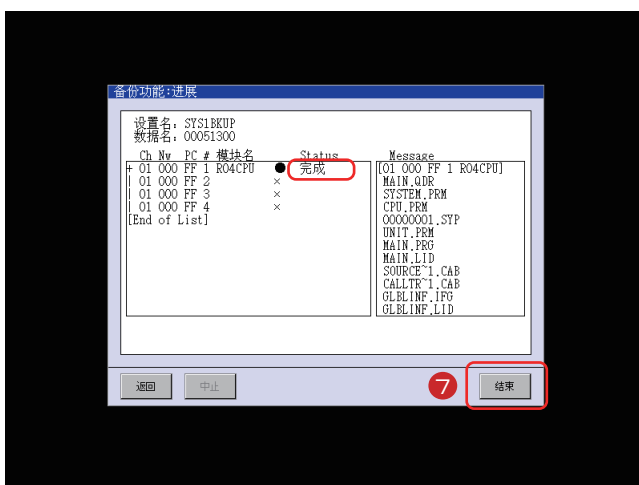 备份功能:进展
设置名: SYS1BKUP
数据名: 00051300
Ch Nw PC # 模块名 Status
+ 01 000 FF 1 R04CPU ● 完成
| 01 000 FF 2 ×
| 01 000 FF 3 ×
| 01 000 FF 4 ×
[End of List]
Message
[01 000 FF 1 R04CPU]
MAIN.QDR
SYSTEM.PRM
CPU.PRM
00000001.SYP
UNIT.PRM
MAIN.PRG
MAIN.LID
SOURCE~1.CAB
CALLTR~1.CAB
GLBLINF.IFG
GLBLINF.LID
返回 中止 7 结束